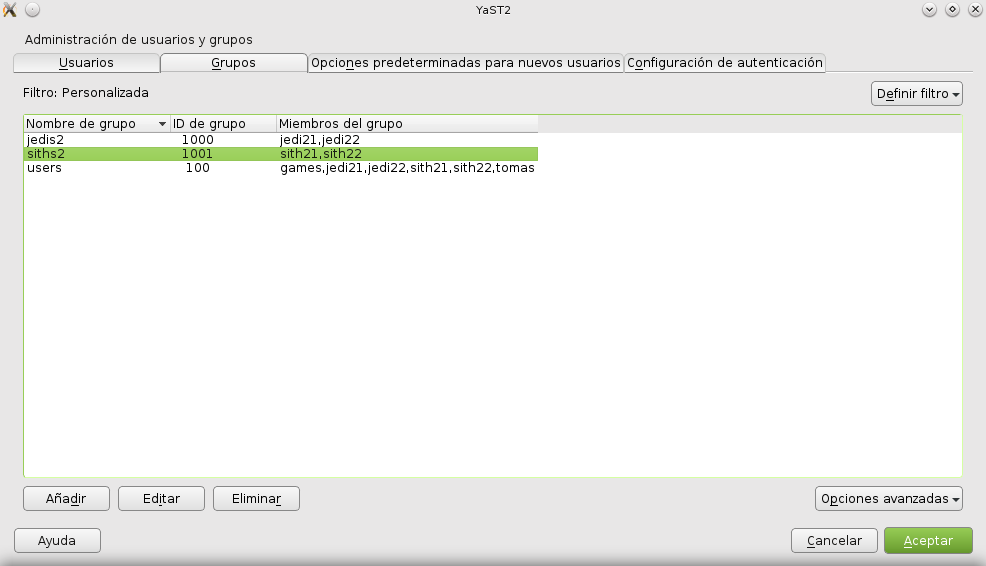 YaST2
Administración de usuarios y grupos
Usuarios Grupos Opciones predeterminadas para nuevos usuarios Configuración de autenticación
Filtro: Personalizada Definir filtro
Nombre de grupo ID de grupo Miembros del grupo
jedis2 1000 jedi21,jedi22
siths2 1001 sith21,sith22
users 100 games,jedi21,jedi22,sith21,sith22,tomas
Añadir Editar Eliminar Opciones avanzadas
Ayuda Cancelar Aceptar